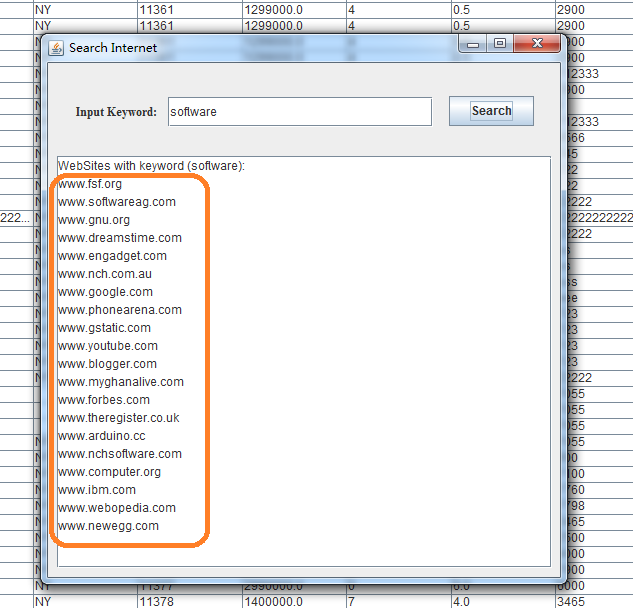 NY 11361 1299000.0 4 0.5 2900
NY 11361 1299000.0 4 0.5 2900
Search Internet
Input Keyword: software Search
WebSites with keyword (software):
www.fsf.org
www.softwareag.com
www.gnu.org
www.dreamstime.com
www.engadget.com
www.nch.com.au
www.google.com
www.phonearena.com
www.gstatic.com
www.youtube.com
www.blogger.com
www.myghanalive.com
www.forbes.com
www.theregister.co.uk
www.arduino.cc
www.nchsoftware.com
www.computer.org
www.ibm.com
www.webopedia.com
www.newegg.com
222...
NY 11377 2990000.0 0 0.0 0000
NY 11378 1400000.0 7 4.0 3465